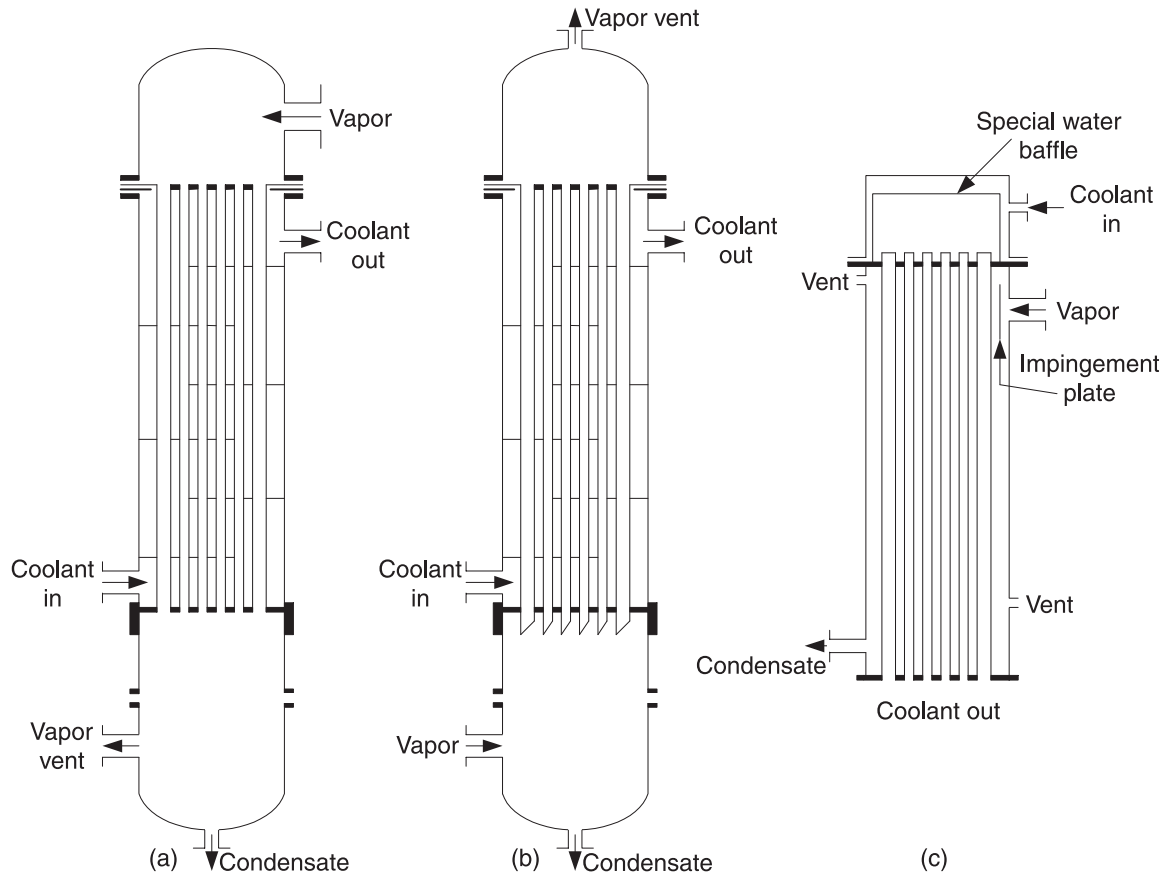 Vapor
Coolant
out
Coolant
in
Vapor
vent
Condensate
(a)
Vapor vent
Coolant
out
Coolant
in
Vapor
Condensate
(b)
Special water
baffle
Coolant
in
Vent
Vapor
Impingement
plate
Vent
Condensate
Coolant out
(c)